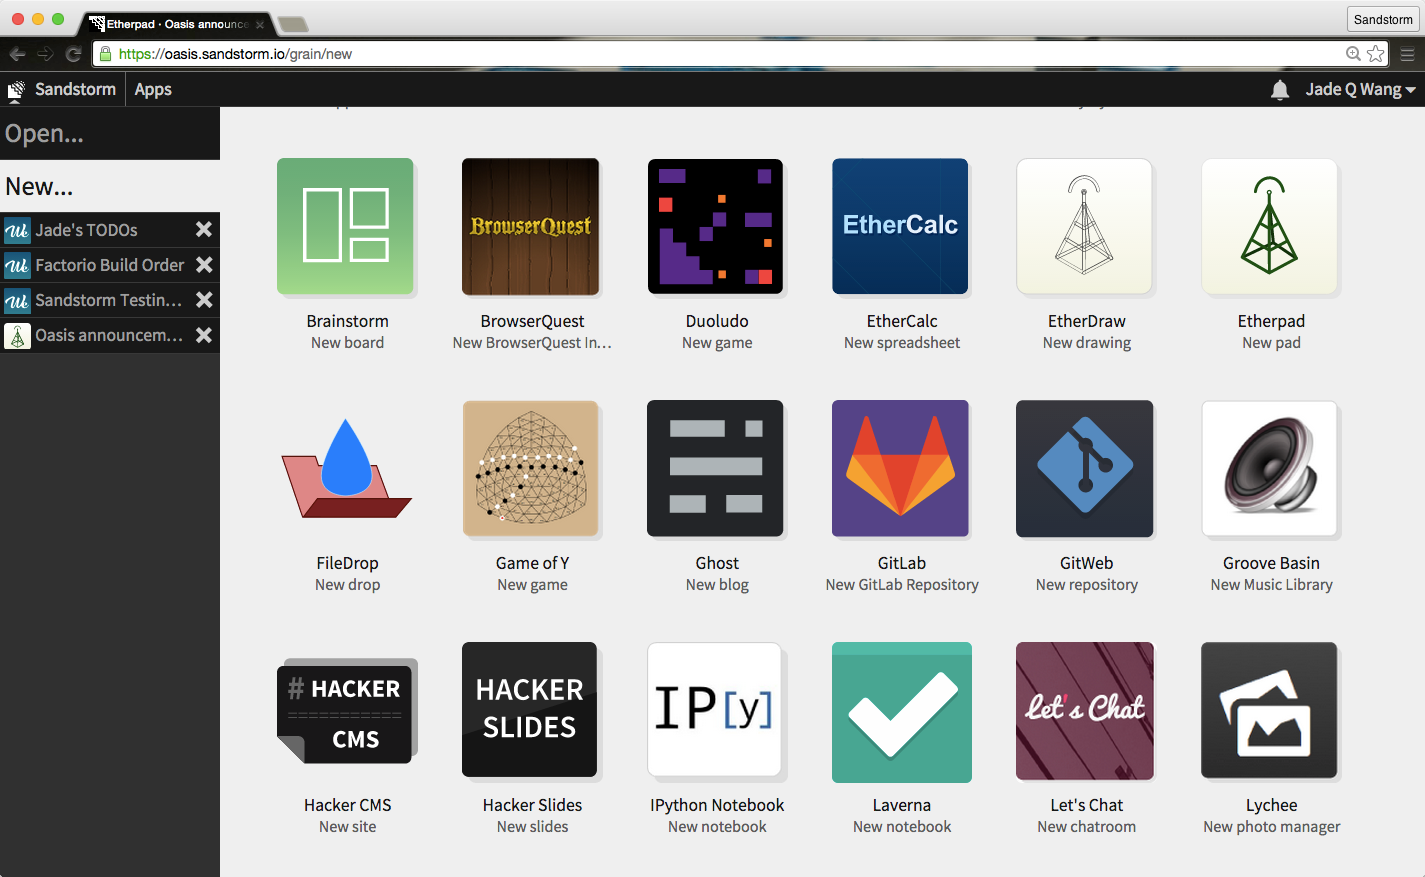 Etherpad · Oasis announce
Sandstorm
https://oasis.sandstorm.io/grain/new
Sandstorm
Apps
Jade Q Wang
Open...
New...
Jade's TODOs
Factorio Build Order
Sandstorm Testin...
Oasis announcem...
BrowserQuest
EtherCalc
Brainstorm
BrowserQuest
Duoludo
EtherCalc
EtherDraw
Etherpad
New board
New BrowserQuest In...
New game
New spreadsheet
New drawing
New pad
FileDrop
Game of Y
Ghost
GitLab
GitWeb
Groove Basin
New drop
New game
New blog
New GitLab Repository
New repository
New Music Library
# HACKER
CMS
HACKER
SLIDES
IP[y]
Let's Chat
Hacker CMS
Hacker Slides
IPython Notebook
Laverna
Let's Chat
Lychee
New site
New slides
New notebook
New notebook
New chatroom
New photo manager